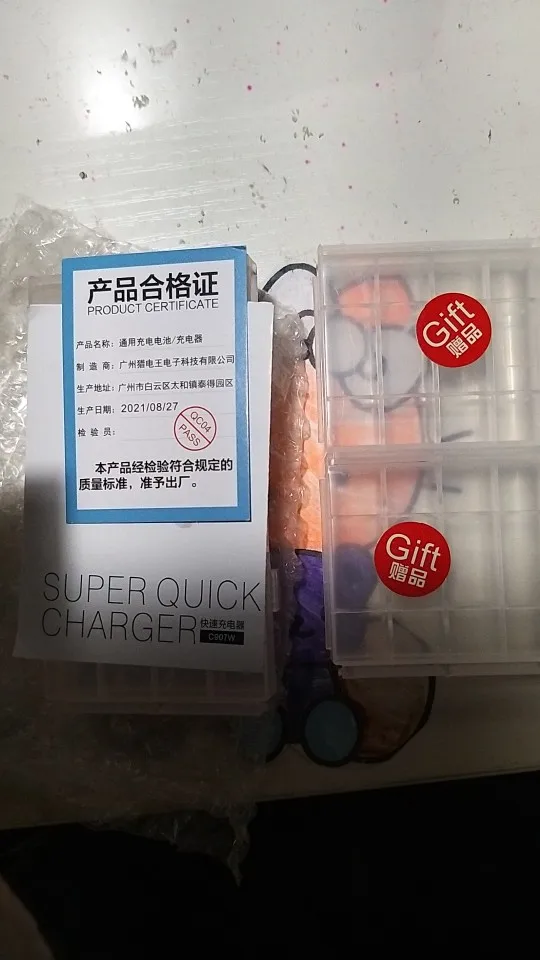 产品合格证
PRODUCT CERTIFICATE
产品名称：通用充电电池/充电器
制 造 商：广州猎电王电子科技有限公司
生产地址：广州市白云区太和镇泰得园区
生产日期：2021/08/27
检 验 员：
QC04
PASS
本产品经检验符合规定的
质量标准，准予出厂。
SUPER QUICK
CHARGER 快速充电器
C907W
Gift
赠品
Gift
赠品